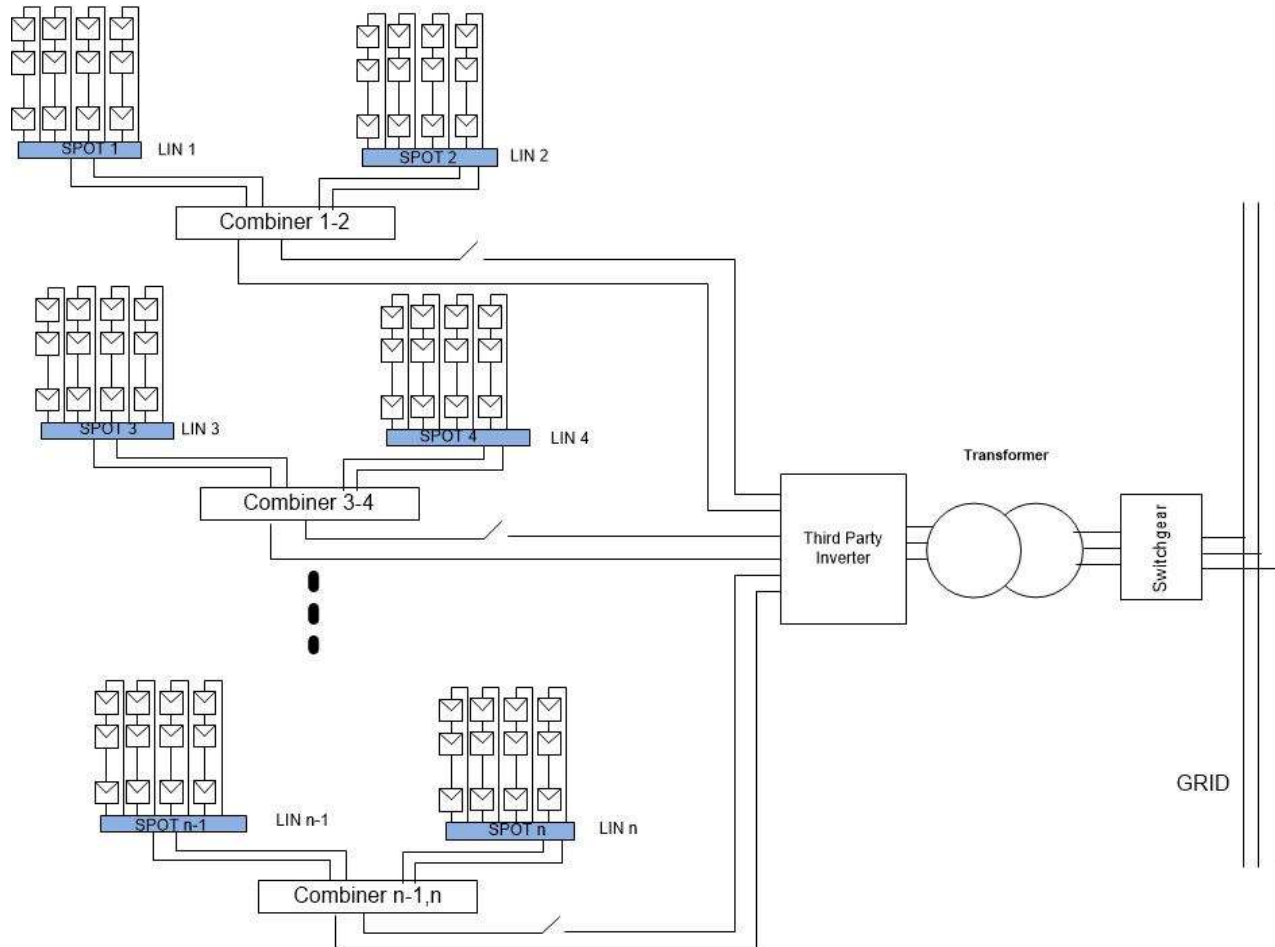 SPOT 1
LIN 1
SPOT 2
LIN 2
Combiner 1-2
SPOT 3
LIN 3
SPOT 4
LIN 4
Combiner 3-4
Transformer
Third Party
Inverter
Switchgear
SPOT n-1
LIN n-1
SPOT n
LIN n
GRID
Combiner n-1,n